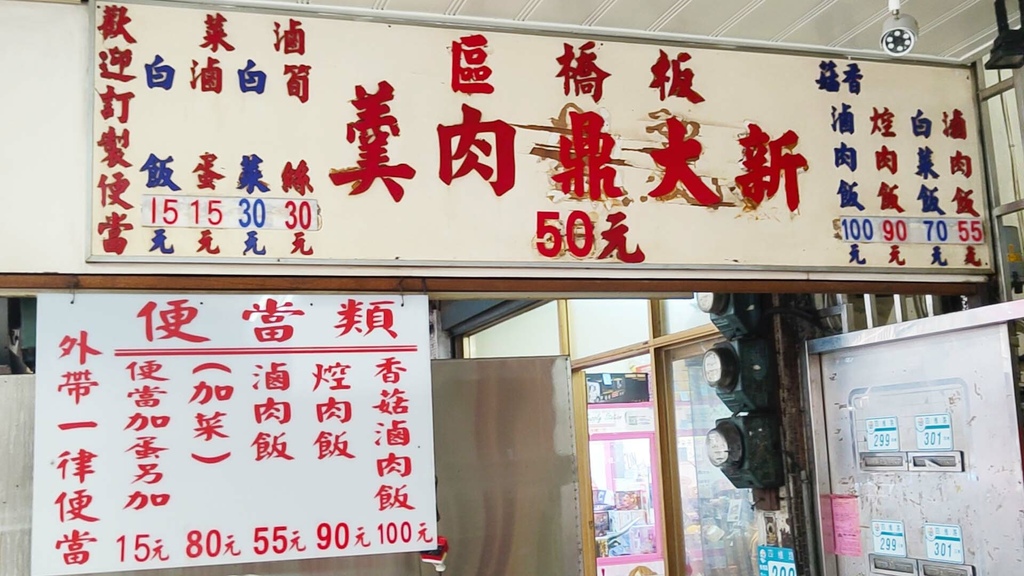 板橋區
新大鼎肉羹
50元
滷肉飯 55元
白菜飯 70元
焢肉飯 90元
香菇滷肉飯 100元
滷筍絲 30元
白菜 30元
菜滷蛋 15元
白飯 15元
歡迎訂製便當
便當類
香菇滷肉飯 100元
焢肉飯 90元
滷肉飯 55元
(加菜) 80元
便當加蛋另加 15元
外帶一律便當
299
301
299
301